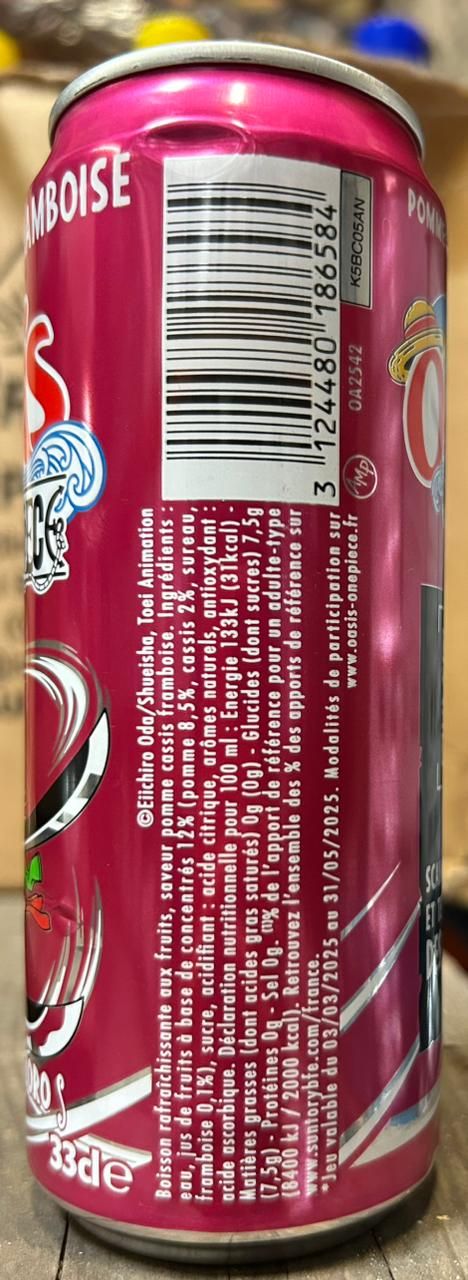 AMBOISE
33cl e
3 124480 186584
K5BC05AN
0A2542
©Eiichiro Oda/Shueisha, Toei Animation
Boisson rafraîchissante aux fruits, saveur pomme cassis framboise. Ingrédients :
eau, jus de fruits à base de concentrés 12% (pomme 8,5%, cassis 2%, sureau,
framboise 0,1%), sucre, acidifiant : acide citrique, arômes naturels, antioxydant :
acide ascorbique. Déclaration nutritionnelle pour 100 ml : Energie 133kJ (31kcal) -
Matières grasses (dont acides gras saturés) 0g (0g) - Glucides (dont sucres) 7,5g
(7,5g) - Protéines 0g - Sel 0g. % de l'apport de référence pour un adulte-type
(8400 kJ / 2000 kcal). Retrouvez l'ensemble des % des apports de référence sur
www.suntorybfe.com/france.
*Jeu valable du 03/03/2025 au 31/05/2025. Modalités de participation sur
www.oasis-onepiece.fr
POMM
SC
ET